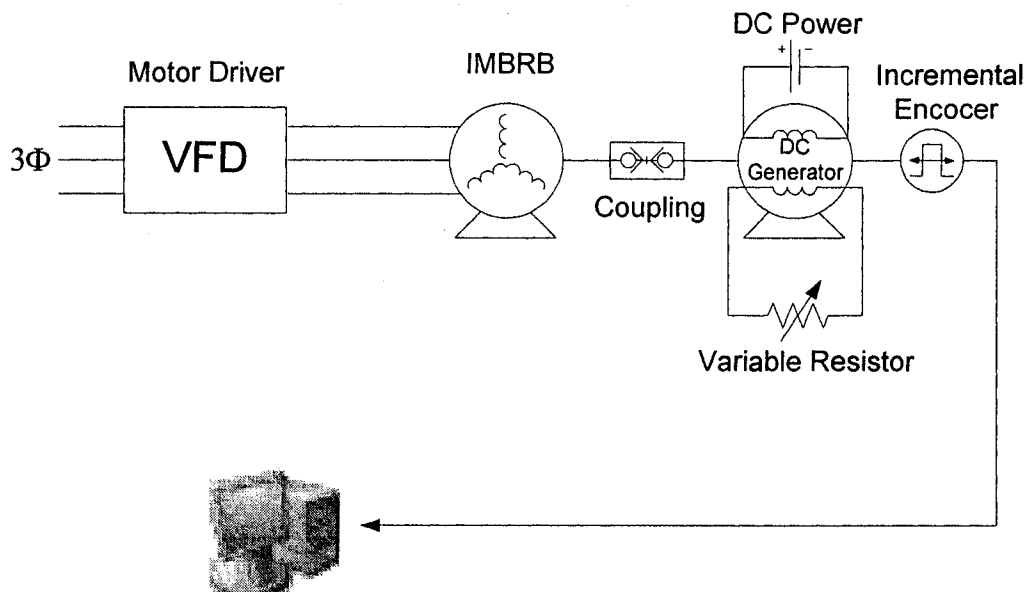 DC Power
+ -
Motor Driver
IMBRB
Incremental
Encocer
3Φ
VFD
DC
Generator
Coupling
Variable Resistor